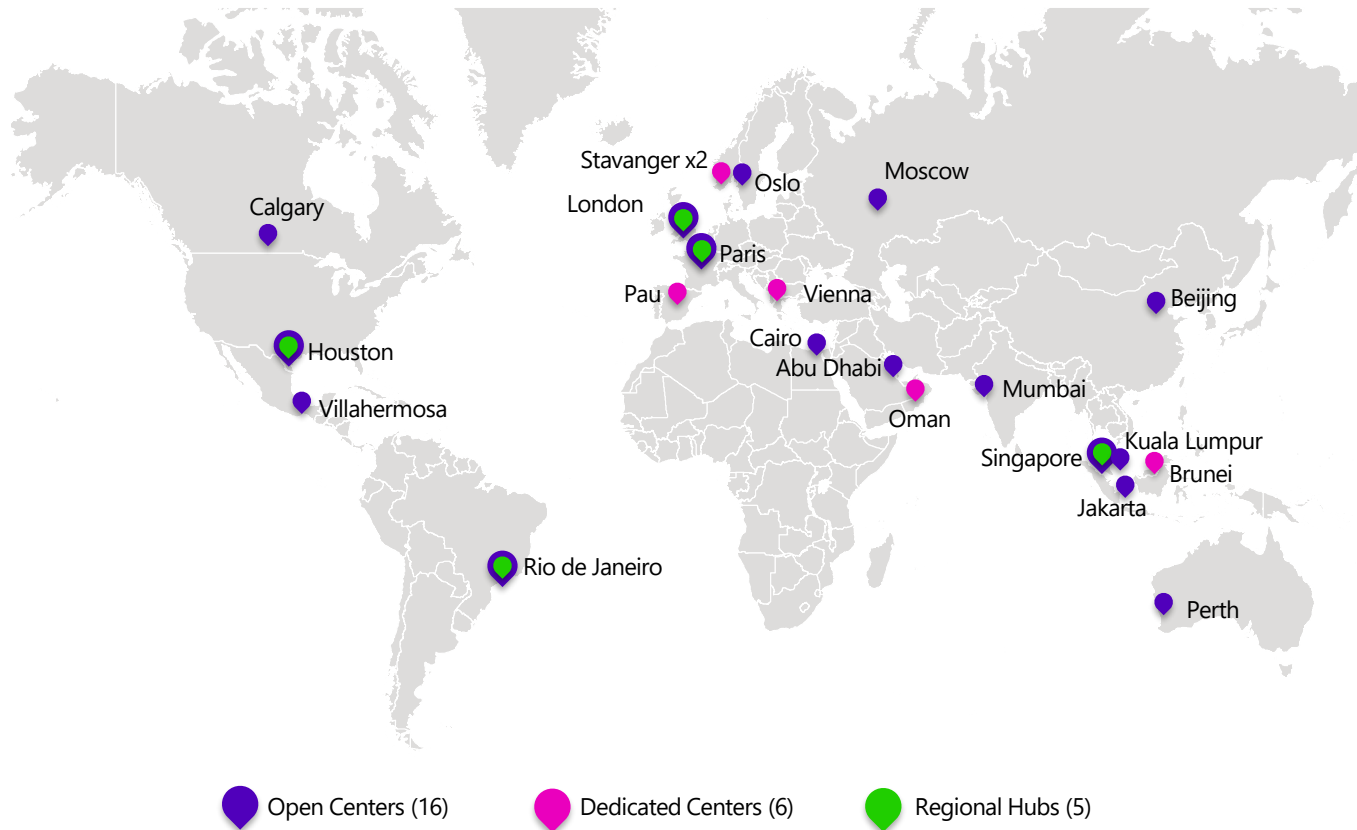 Stavanger x2
Oslo
Moscow
London
Calgary
Paris
Pau
Vienna
Beijing
Cairo
Houston
Abu Dhabi
Mumbai
Villahermosa
Oman
Kuala Lumpur
Singapore
Brunei
Jakarta
Rio de Janeiro
Perth
Open Centers (16)
Dedicated Centers (6)
Regional Hubs (5)